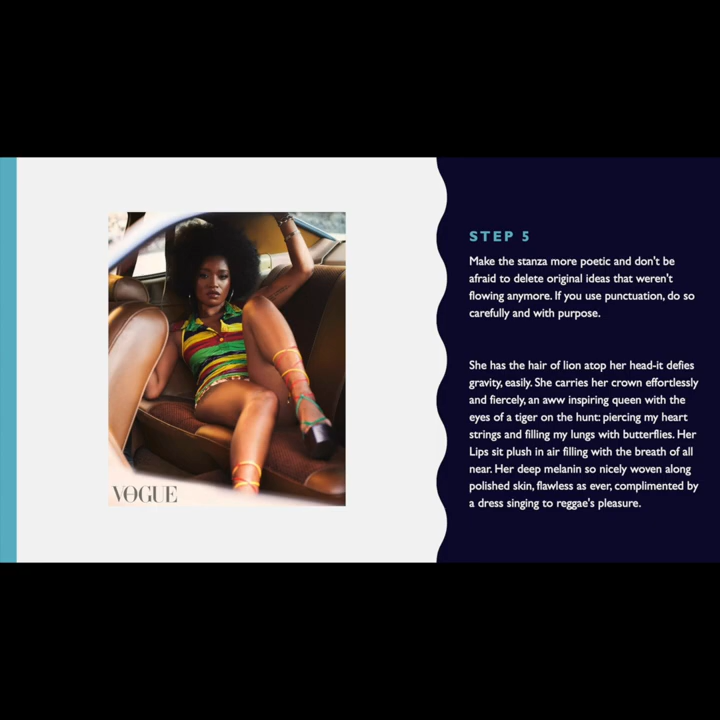 STEP 5
Make the stanza more poetic and don't be
afraid to delete original ideas that weren't
flowing anymore. If you use punctuation, do so
carefully and with purpose.
She has the hair of lion atop her head-it defies
gravity, easily. She carries her crown effortlessly
and fiercely, an aww inspiring queen with the
eyes of a tiger on the hunt: piercing my heart
strings and filling my lungs with butterflies. Her
Lips sit plush in air filling with the breath of all
near. Her deep melanin so nicely woven along
polished skin, flawless as ever, complimented by
a dress singing to reggae's pleasure.
VOGUE